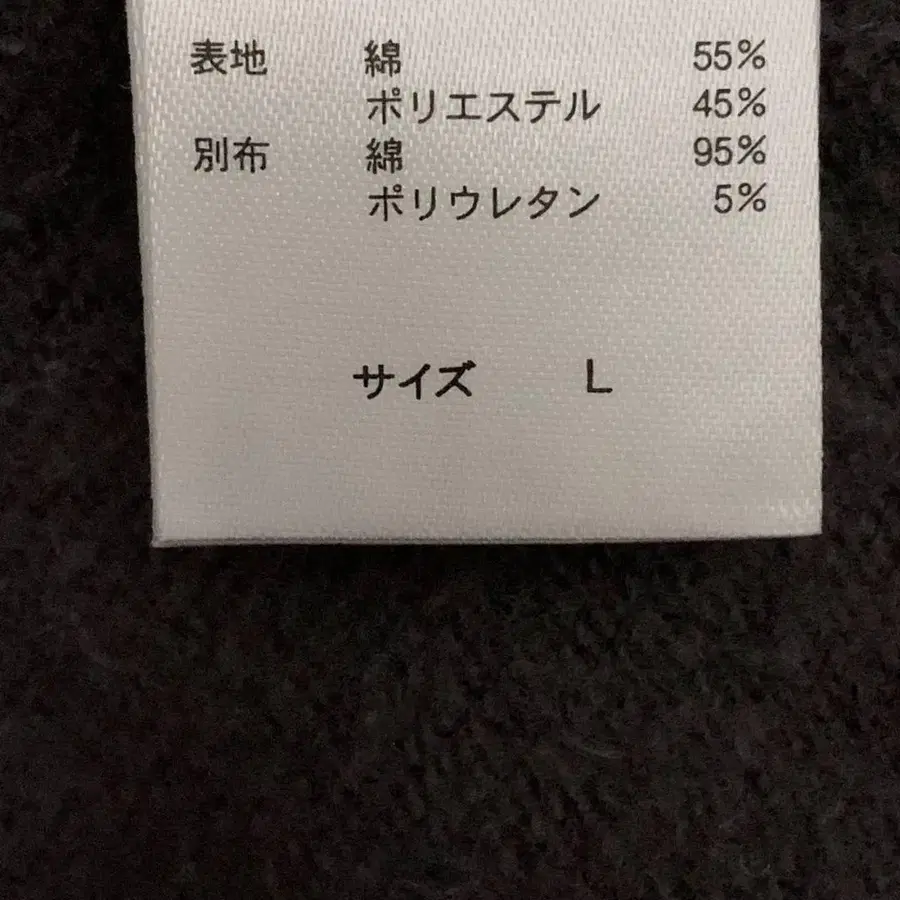 表地 綿 55%
ポリエステル 45%
別布 綿 95%
ポリウレタン 5%
サイズ L